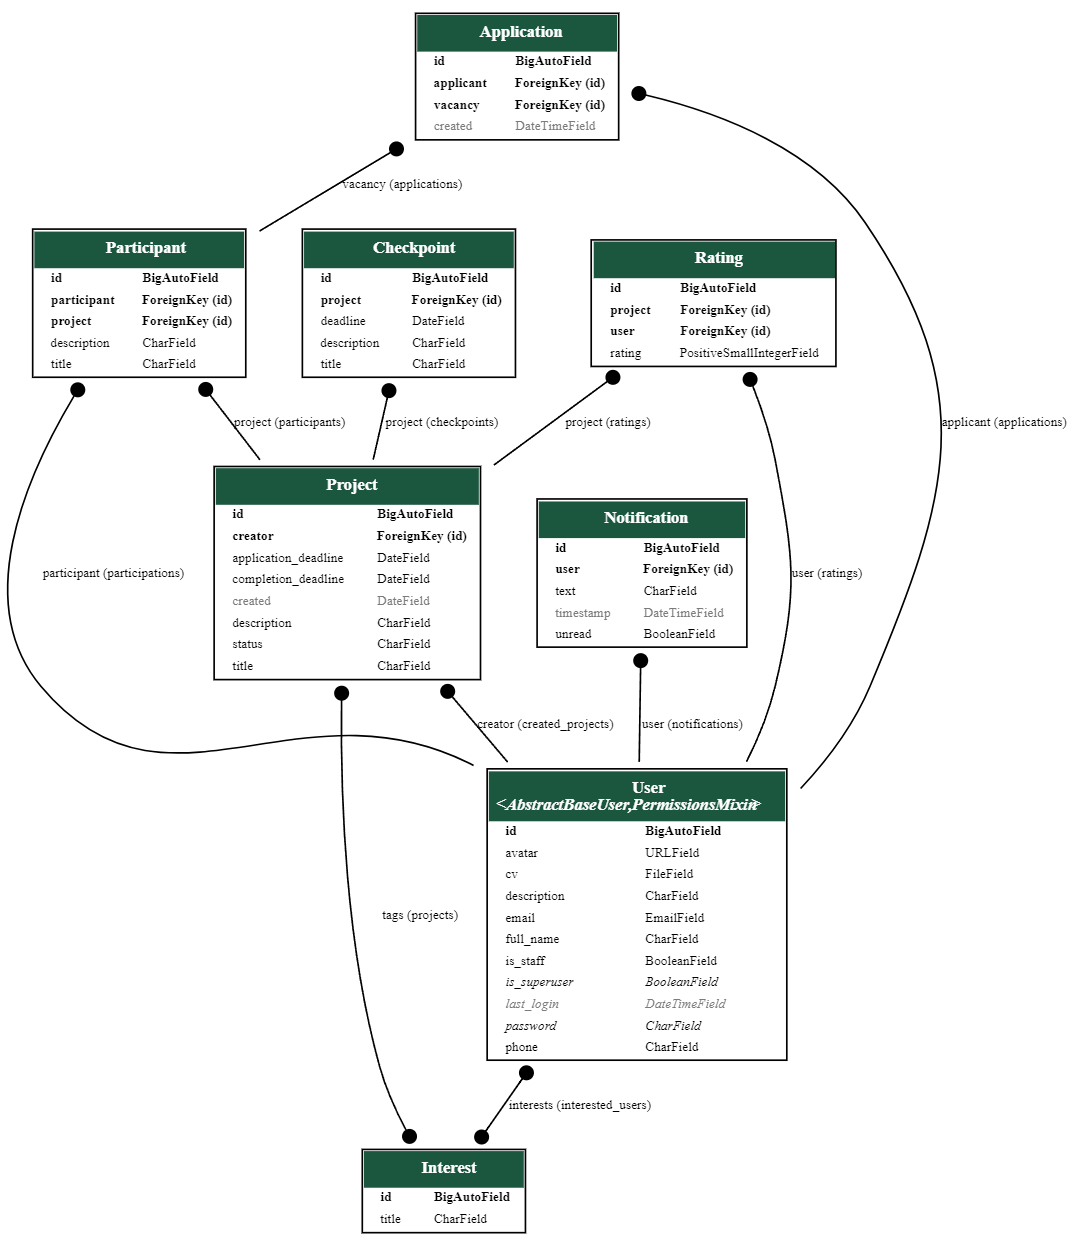 Application
id BigAutoField
applicant ForeignKey (id)
vacancy ForeignKey (id)
created DateTimeField
vacancy (applications)
Participant
id BigAutoField
participant ForeignKey (id)
project ForeignKey (id)
description CharField
title CharField
Checkpoint
id BigAutoField
project ForeignKey (id)
deadline DateField
description CharField
title CharField
Rating
id BigAutoField
project ForeignKey (id)
user ForeignKey (id)
rating PositiveSmallIntegerField
project (participants)
project (checkpoints)
project (ratings)
applicant (applications)
Project
id BigAutoField
creator ForeignKey (id)
application_deadline DateField
completion_deadline DateField
created DateField
description CharField
status CharField
title CharField
Notification
id BigAutoField
user ForeignKey (id)
text CharField
timestamp DateTimeField
unread BooleanField
participant (participations)
user (ratings)
creator (created_projects)
user (notifications)
User
<AbstractBaseUser,PermissionsMixin>
id BigAutoField
avatar URLField
cv FileField
description CharField
email EmailField
full_name CharField
is_staff BooleanField
is_superuser BooleanField
last_login DateTimeField
password CharField
phone CharField
tags (projects)
interests (interested_users)
Interest
id BigAutoField
title CharField